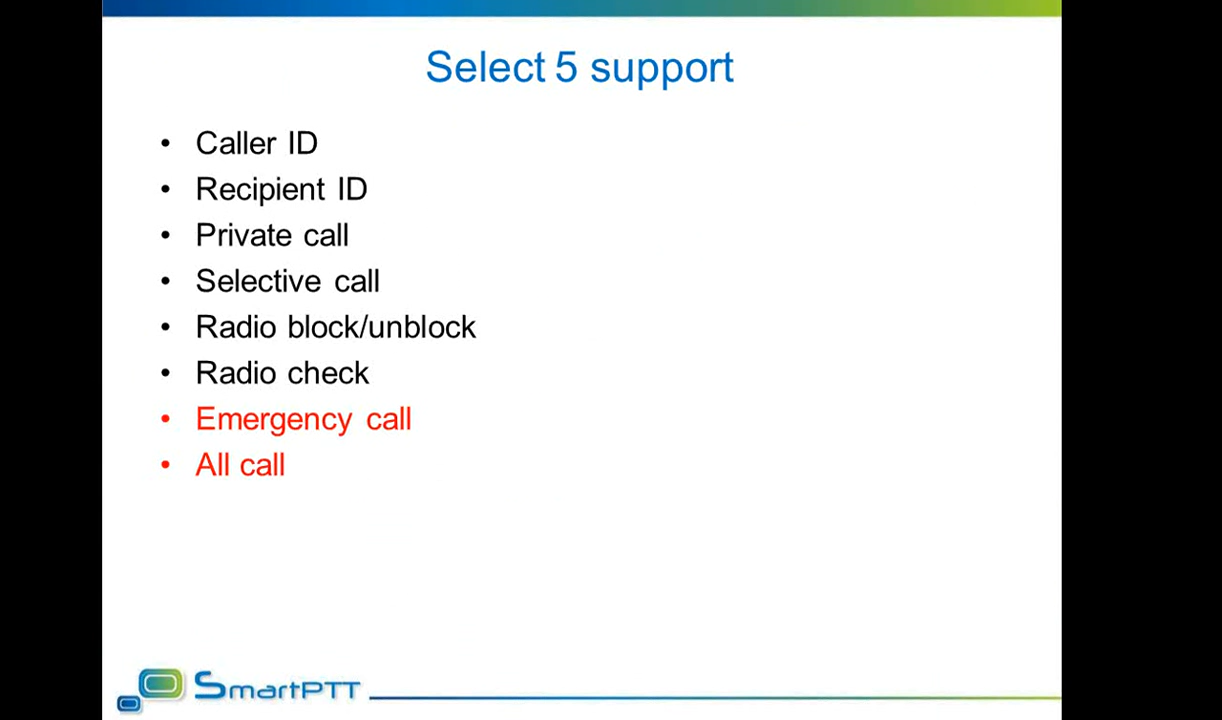 Select 5 support
• Caller ID
• Recipient ID
• Private call
• Selective call
• Radio block/unblock
• Radio check
• Emergency call
• All call
SmartPTT